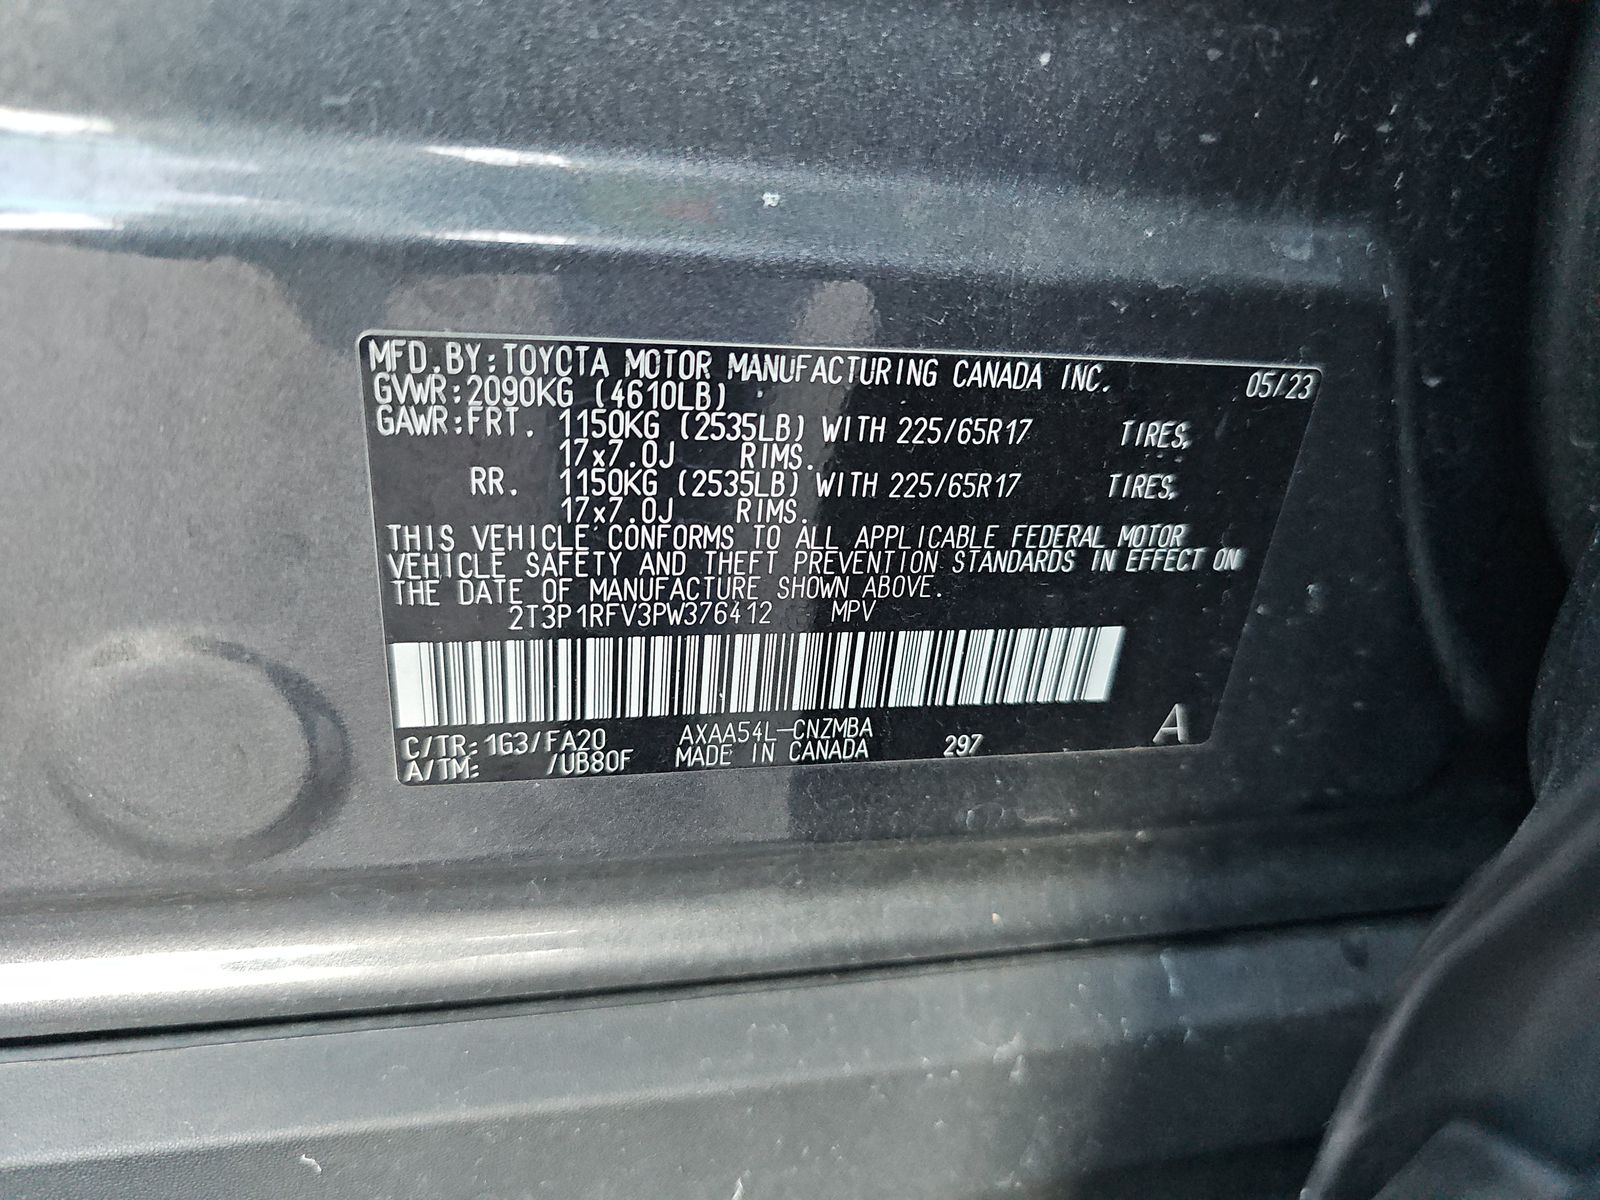 MFD.BY:TOYOTA MOTOR MANUFACTURING CANADA INC. 05/23
GVWR:2090KG (4610LB)
GAWR:FRT. 1150KG (2535LB) WITH 225/65R17 TIRES,
17x7.0J RIMS.
RR. 1150KG (2535LB) WITH 225/65R17 TIRES,
17x7.0J RIMS.
THIS VEHICLE CONFORMS TO ALL APPLICABLE FEDERAL MOTOR
VEHICLE SAFETY AND THEFT PREVENTION STANDARDS IN EFFECT ON
THE DATE OF MANUFACTURE SHOWN ABOVE.
2T3P1RFV3PW376412 MPV
C/TR:1G3/FA20 AXAA54L-CNZMBA
A/TM: /UB80F MADE IN CANADA 297 A